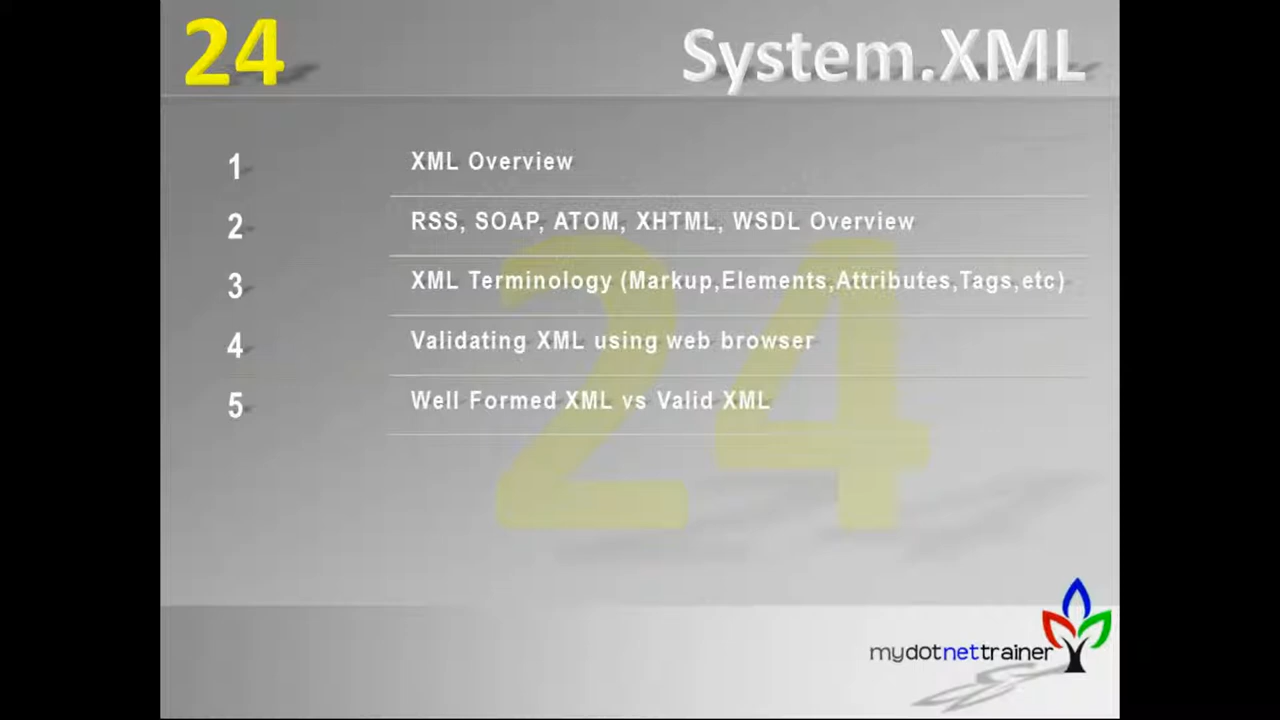 24 System.XML
1 XML Overview
2 RSS, SOAP, ATOM, XHTML, WSDL Overview
3 XML Terminology (Markup,Elements,Attributes,Tags,etc)
4 Validating XML using web browser
5 Well Formed XML vs Valid XML
24
mydotnettrainer